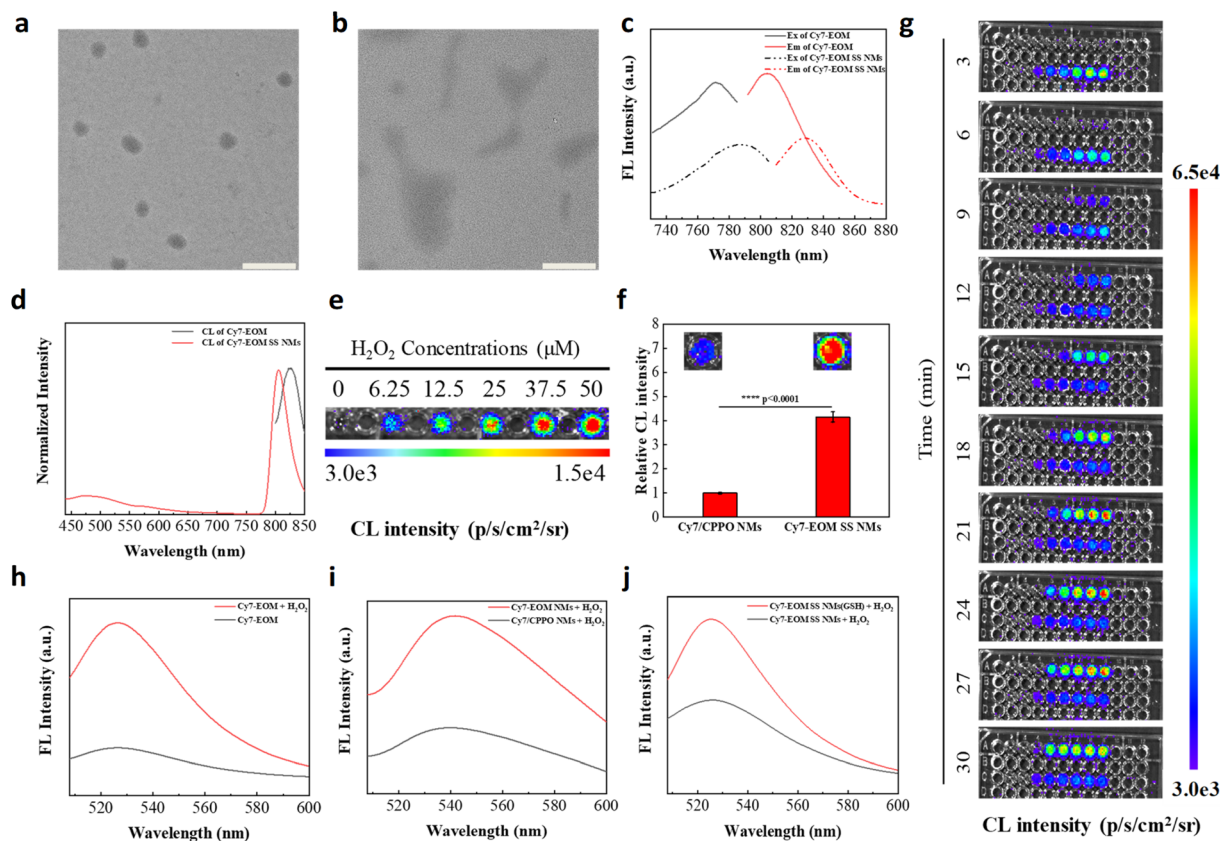 a
b
c
Ex of Cy7-EOM
Em of Cy7-EOM
Ex of Cy7-EOM SS NMs
Em of Cy7-EOM SS NMs
FL Intensity (a.u.)
740 760 780 800 820 840 860 880
Wavelength (nm)
d
CL of Cy7-EOM
CL of Cy7-EOM SS NMs
Normalized Intensity
450 500 550 600 650 700 750 800 850
Wavelength (nm)
e
H₂O₂ Concentrations (μM)
0 6.25 12.5 25 37.5 50
3.0e3 1.5e4
CL intensity (p/s/cm²/sr)
f
Relative CL intensity
8
7
6
5
4
3
2
1
0
**** p<0.0001
Cy7/CPPO NMs Cy7-EOM SS NMs
g
Time (min)
3
6
9
12
15
18
21
24
27
30
6.5e4
3.0e3
CL intensity (p/s/cm²/sr)
h
Cy7-EOM + H₂O₂
Cy7-EOM
FL Intensity (a.u.)
520 540 560 580 600
Wavelength (nm)
i
Cy7-EOM NMs + H₂O₂
Cy7/CPPO NMs + H₂O₂
FL Intensity (a.u.)
520 540 560 580 600
Wavelength (nm)
j
Cy7-EOM SS NMs(GSH) + H₂O₂
Cy7-EOM SS NMs + H₂O₂
FL Intensity (a.u.)
520 540 560 580 600
Wavelength (nm)